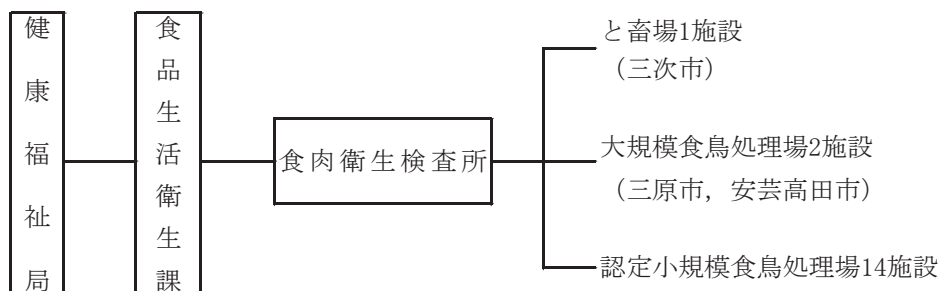 健康福祉局
食品生活衛生課
食肉衛生検査所
と畜場1施設
（三次市）
大規模食鳥処理場2施設
（三原市，安芸高田市）
認定小規模食鳥処理場14施設